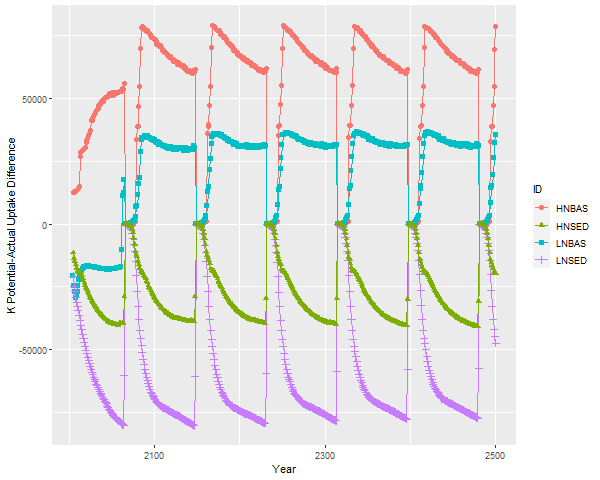 K Potential-Actual Uptake Difference
50000
0
-50000
2100
2300
2500
Year
ID
HNBAS
HNSED
LNBAS
LNSED